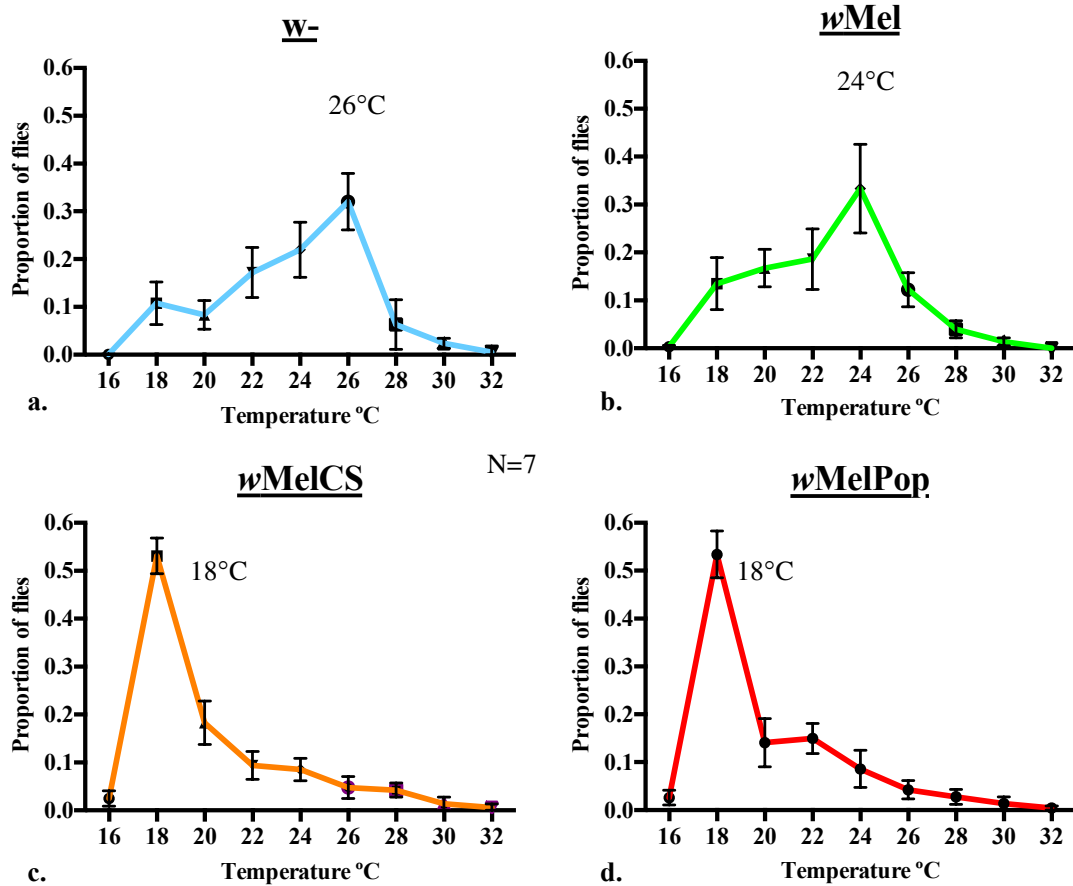 w-
26°C
0.6
0.5
0.4
0.3
0.2
0.1
0.0
Proportion of flies
16 18 20 22 24 26 28 30 32
Temperature ºC
a.
wMel
24°C
0.6
0.5
0.4
0.3
0.2
0.1
0.0
Proportion of flies
16 18 20 22 24 26 28 30 32
Temperature ºC
b.
N=7
wMelCS
18°C
0.6
0.5
0.4
0.3
0.2
0.1
0.0
Proportion of flies
16 18 20 22 24 26 28 30 32
Temperature ºC
c.
wMelPop
18°C
0.6
0.5
0.4
0.3
0.2
0.1
0.0
Proportion of flies
16 18 20 22 24 26 28 30 32
Temperature ºC
d.